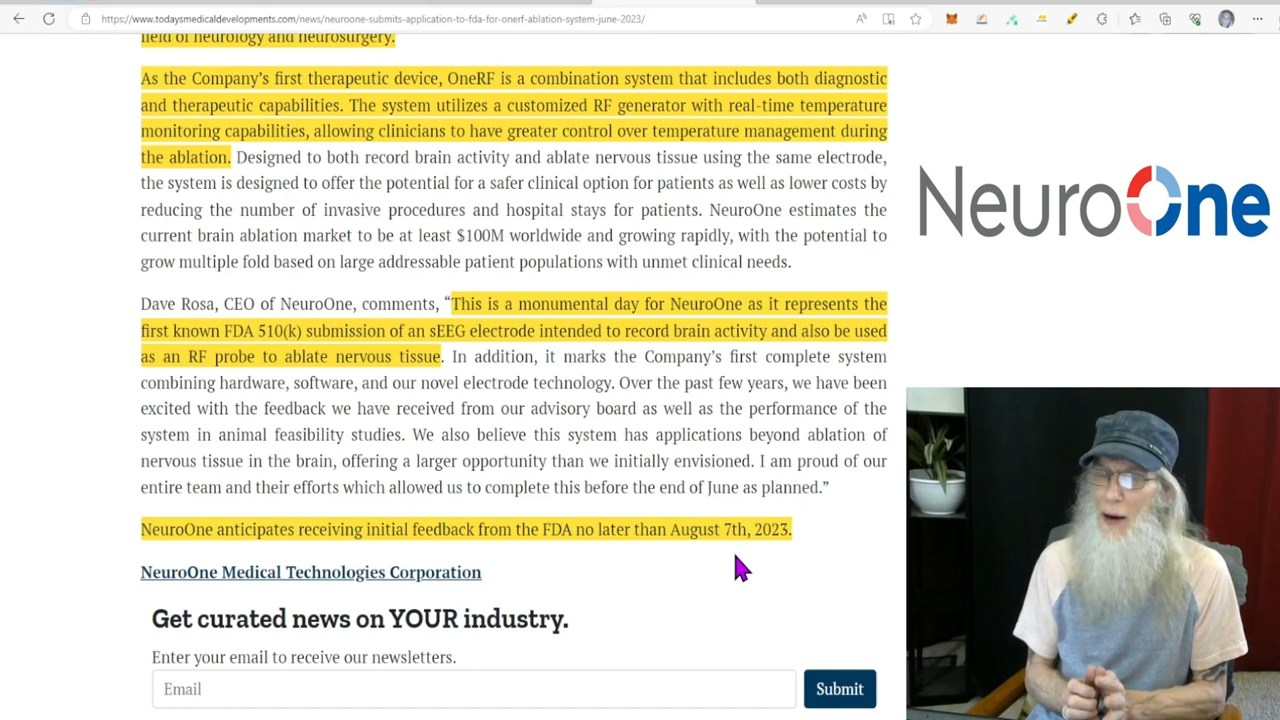 https://www.todaysmedicaldevelopments.com/news/neuroone-submits-application-to-fda-for-onerf-ablation-system-june-2023/
field of neurology and neurosurgery.
As the Company's first therapeutic device, OneRF is a combination system that includes both diagnostic
and therapeutic capabilities. The system utilizes a customized RF generator with real-time temperature
monitoring capabilities, allowing clinicians to have greater control over temperature management during
the ablation. Designed to both record brain activity and ablate nervous tissue using the same electrode,
the system is designed to offer the potential for a safer clinical option for patients as well as lower costs by
reducing the number of invasive procedures and hospital stays for patients. NeuroOne estimates the
current brain ablation market to be at least $100M worldwide and growing rapidly, with the potential to
grow multiple fold based on large addressable patient populations with unmet clinical needs.
Dave Rosa, CEO of NeuroOne, comments, “This is a monumental day for NeuroOne as it represents the
first known FDA 510(k) submission of an sEEG electrode intended to record brain activity and also be used
as an RF probe to ablate nervous tissue. In addition, it marks the Company's first complete system
combining hardware, software, and our novel electrode technology. Over the past few years, we have been
excited with the feedback we have received from our advisory board as well as the performance of the
system in animal feasibility studies. We also believe this system has applications beyond ablation of
nervous tissue in the brain, offering a larger opportunity than we initially envisioned. I am proud of our
entire team and their efforts which allowed us to complete this before the end of June as planned.”
NeuroOne anticipates receiving initial feedback from the FDA no later than August 7th, 2023.
NeuroOne Medical Technologies Corporation
Get curated news on YOUR industry.
Enter your email to receive our newsletters.
Email
Submit
NeuroOne